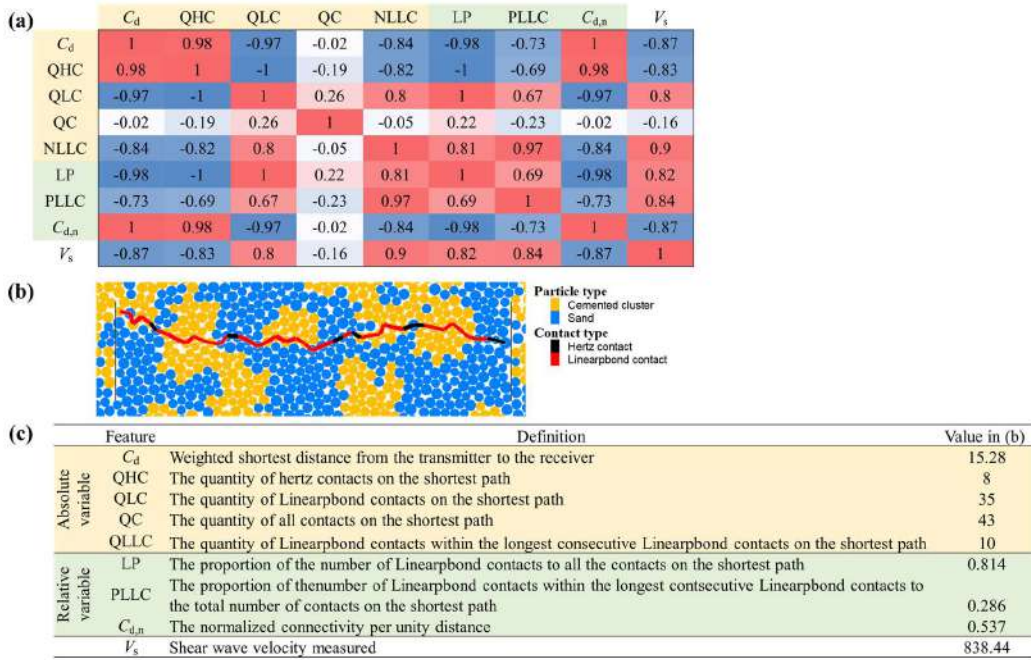 (a)
C_d QHC QLC QC NLLC LP PLLC C_d,n V_s
C_d 1 0.98 -0.97 -0.02 -0.84 -0.98 -0.73 1 -0.87
QHC 0.98 1 -1 -0.19 -0.82 -1 -0.69 0.98 -0.83
QLC -0.97 -1 1 0.26 0.8 1 0.67 -0.97 0.8
QC -0.02 -0.19 0.26 1 -0.05 0.22 -0.23 -0.02 -0.16
NLLC -0.84 -0.82 0.8 -0.05 1 0.81 0.97 -0.84 0.9
LP -0.98 -1 1 0.22 0.81 1 0.69 -0.98 0.82
PLLC -0.73 -0.69 0.67 -0.23 0.97 0.69 1 -0.73 0.84
C_d,n 1 0.98 -0.97 -0.02 -0.84 -0.98 -0.73 1 -0.87
V_s -0.87 -0.83 0.8 -0.16 0.9 0.82 0.84 -0.87 1
(b)
Particle type
Cemented cluster
Sand
Contact type
Hertz contact
Linearpbond contact
(c)
Feature Definition Value in (b)
Absolute
variable
C_d Weighted shortest distance from the transmitter to the receiver 15.28
QHC The quantity of hertz contacts on the shortest path 8
QLC The quantity of Linearpbond contacts on the shortest path 35
QC The quantity of all contacts on the shortest path 43
QLLC The quantity of Linearpbond contacts within the longest consecutive Linearpbond contacts on the shortest path 10
Relative
variable
LP The proportion of the number of Linearpbond contacts to all the contacts on the shortest path 0.814
PLLC The proportion of thenumber of Linearpbond contacts within the longest contsecutive Linearpbond contacts to
the total number of contacts on the shortest path 0.286
C_d,n The normalized connectivity per unity distance 0.537
V_s Shear wave velocity measured 838.44